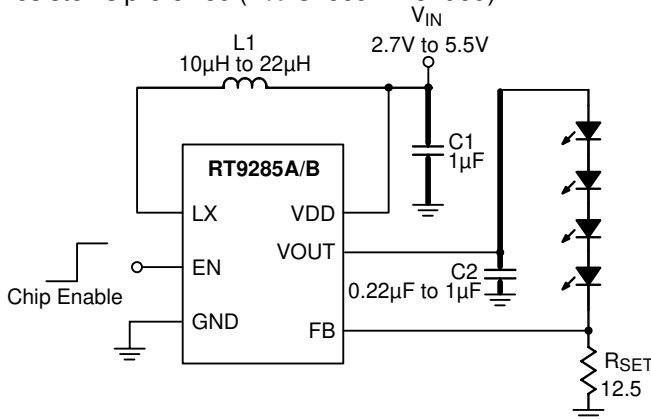 V_IN
2.7V to 5.5V
L1
10µH to 22µH
C1
1µF
RT9285A/B
LX
VDD
VOUT
EN
Chip Enable
C2
0.22µF to 1µF
GND
FB
R_SET
12.5